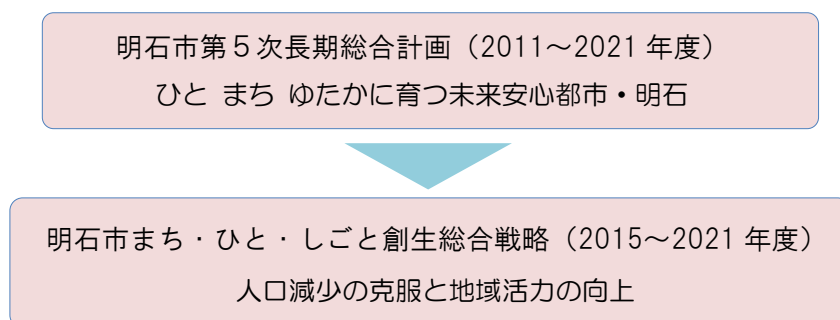 明石市第５次長期総合計画（2011～2021 年度）
ひと まち ゆたかに育つ未来安心都市・明石
明石市まち・ひと・しごと創生総合戦略（2015～2021 年度）
人口減少の克服と地域活力の向上